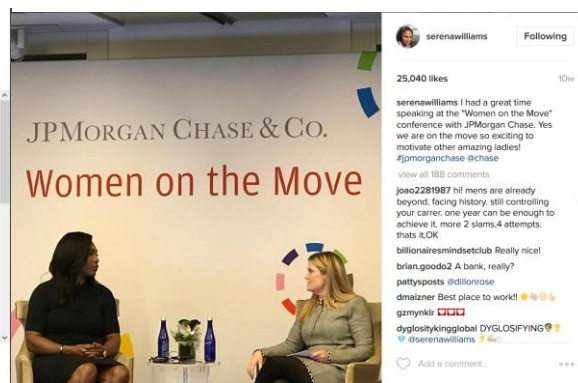 JPMORGAN CHASE & CO.
Women on the Move
serenawilliams
Following
25,040 likes
10w
serenawilliams I had a great time
speaking at the "Women on the Move"
conference with JPMorgan Chase. Yes
we are on the move so exciting to
motivate other amazing ladies!
#jpmorganchase @chase
view all 188 comments
joao2281987 hi! mens are already
beyond. facing history. still controlling
your carrer. one year can be enough to
achieve it. more 2 slams,4 attempts.
thats it,OK
billionairesmindsetclub Really nice!
brian.goodo2 A bank, really?
pattysposts @dillonrose
dmaizner Best place to work!!
gzmynklr
dyglositykingglobal DYGLOSIFYING
@serenawilliams
Add a comment...